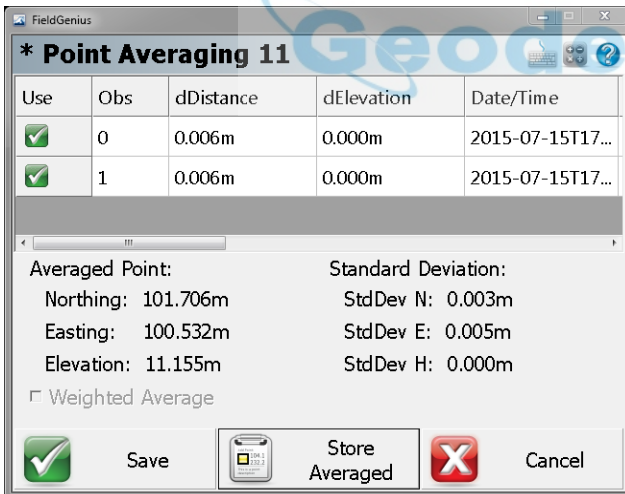 FieldGenius
Geode
* Point Averaging 11
Use Obs dDistance dElevation Date/Time
0 0.006m 0.000m 2015-07-15T17...
1 0.006m 0.000m 2015-07-15T17...
Averaged Point: Standard Deviation:
Northing: 101.706m StdDev N: 0.003m
Easting: 100.532m StdDev E: 0.005m
Elevation: 11.155m StdDev H: 0.000m
Weighted Average
Save Store Averaged Cancel